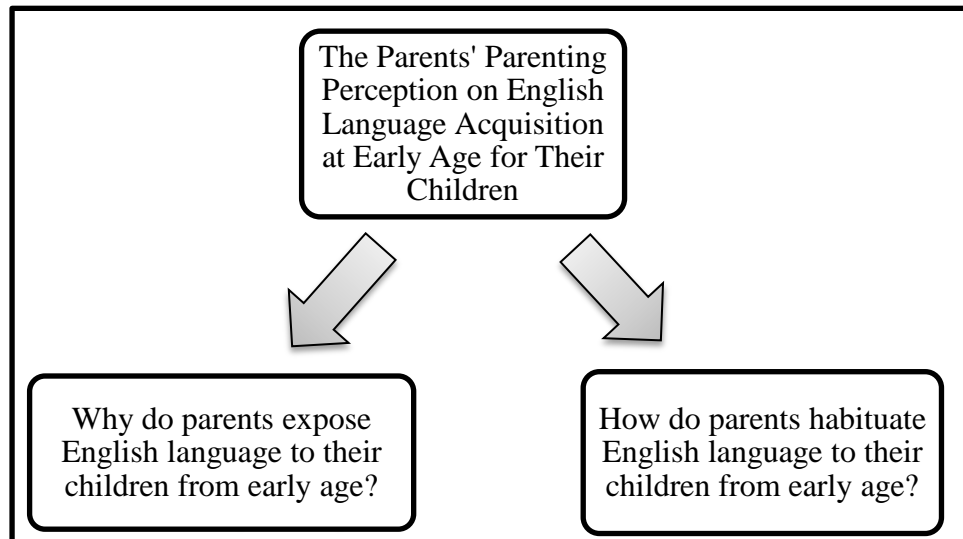 The Parents' Parenting
Perception on English
Language Acquisition
at Early Age for Their
Children
Why do parents expose
English language to their
children from early age?
How do parents habituate
English language to their
children from early age?